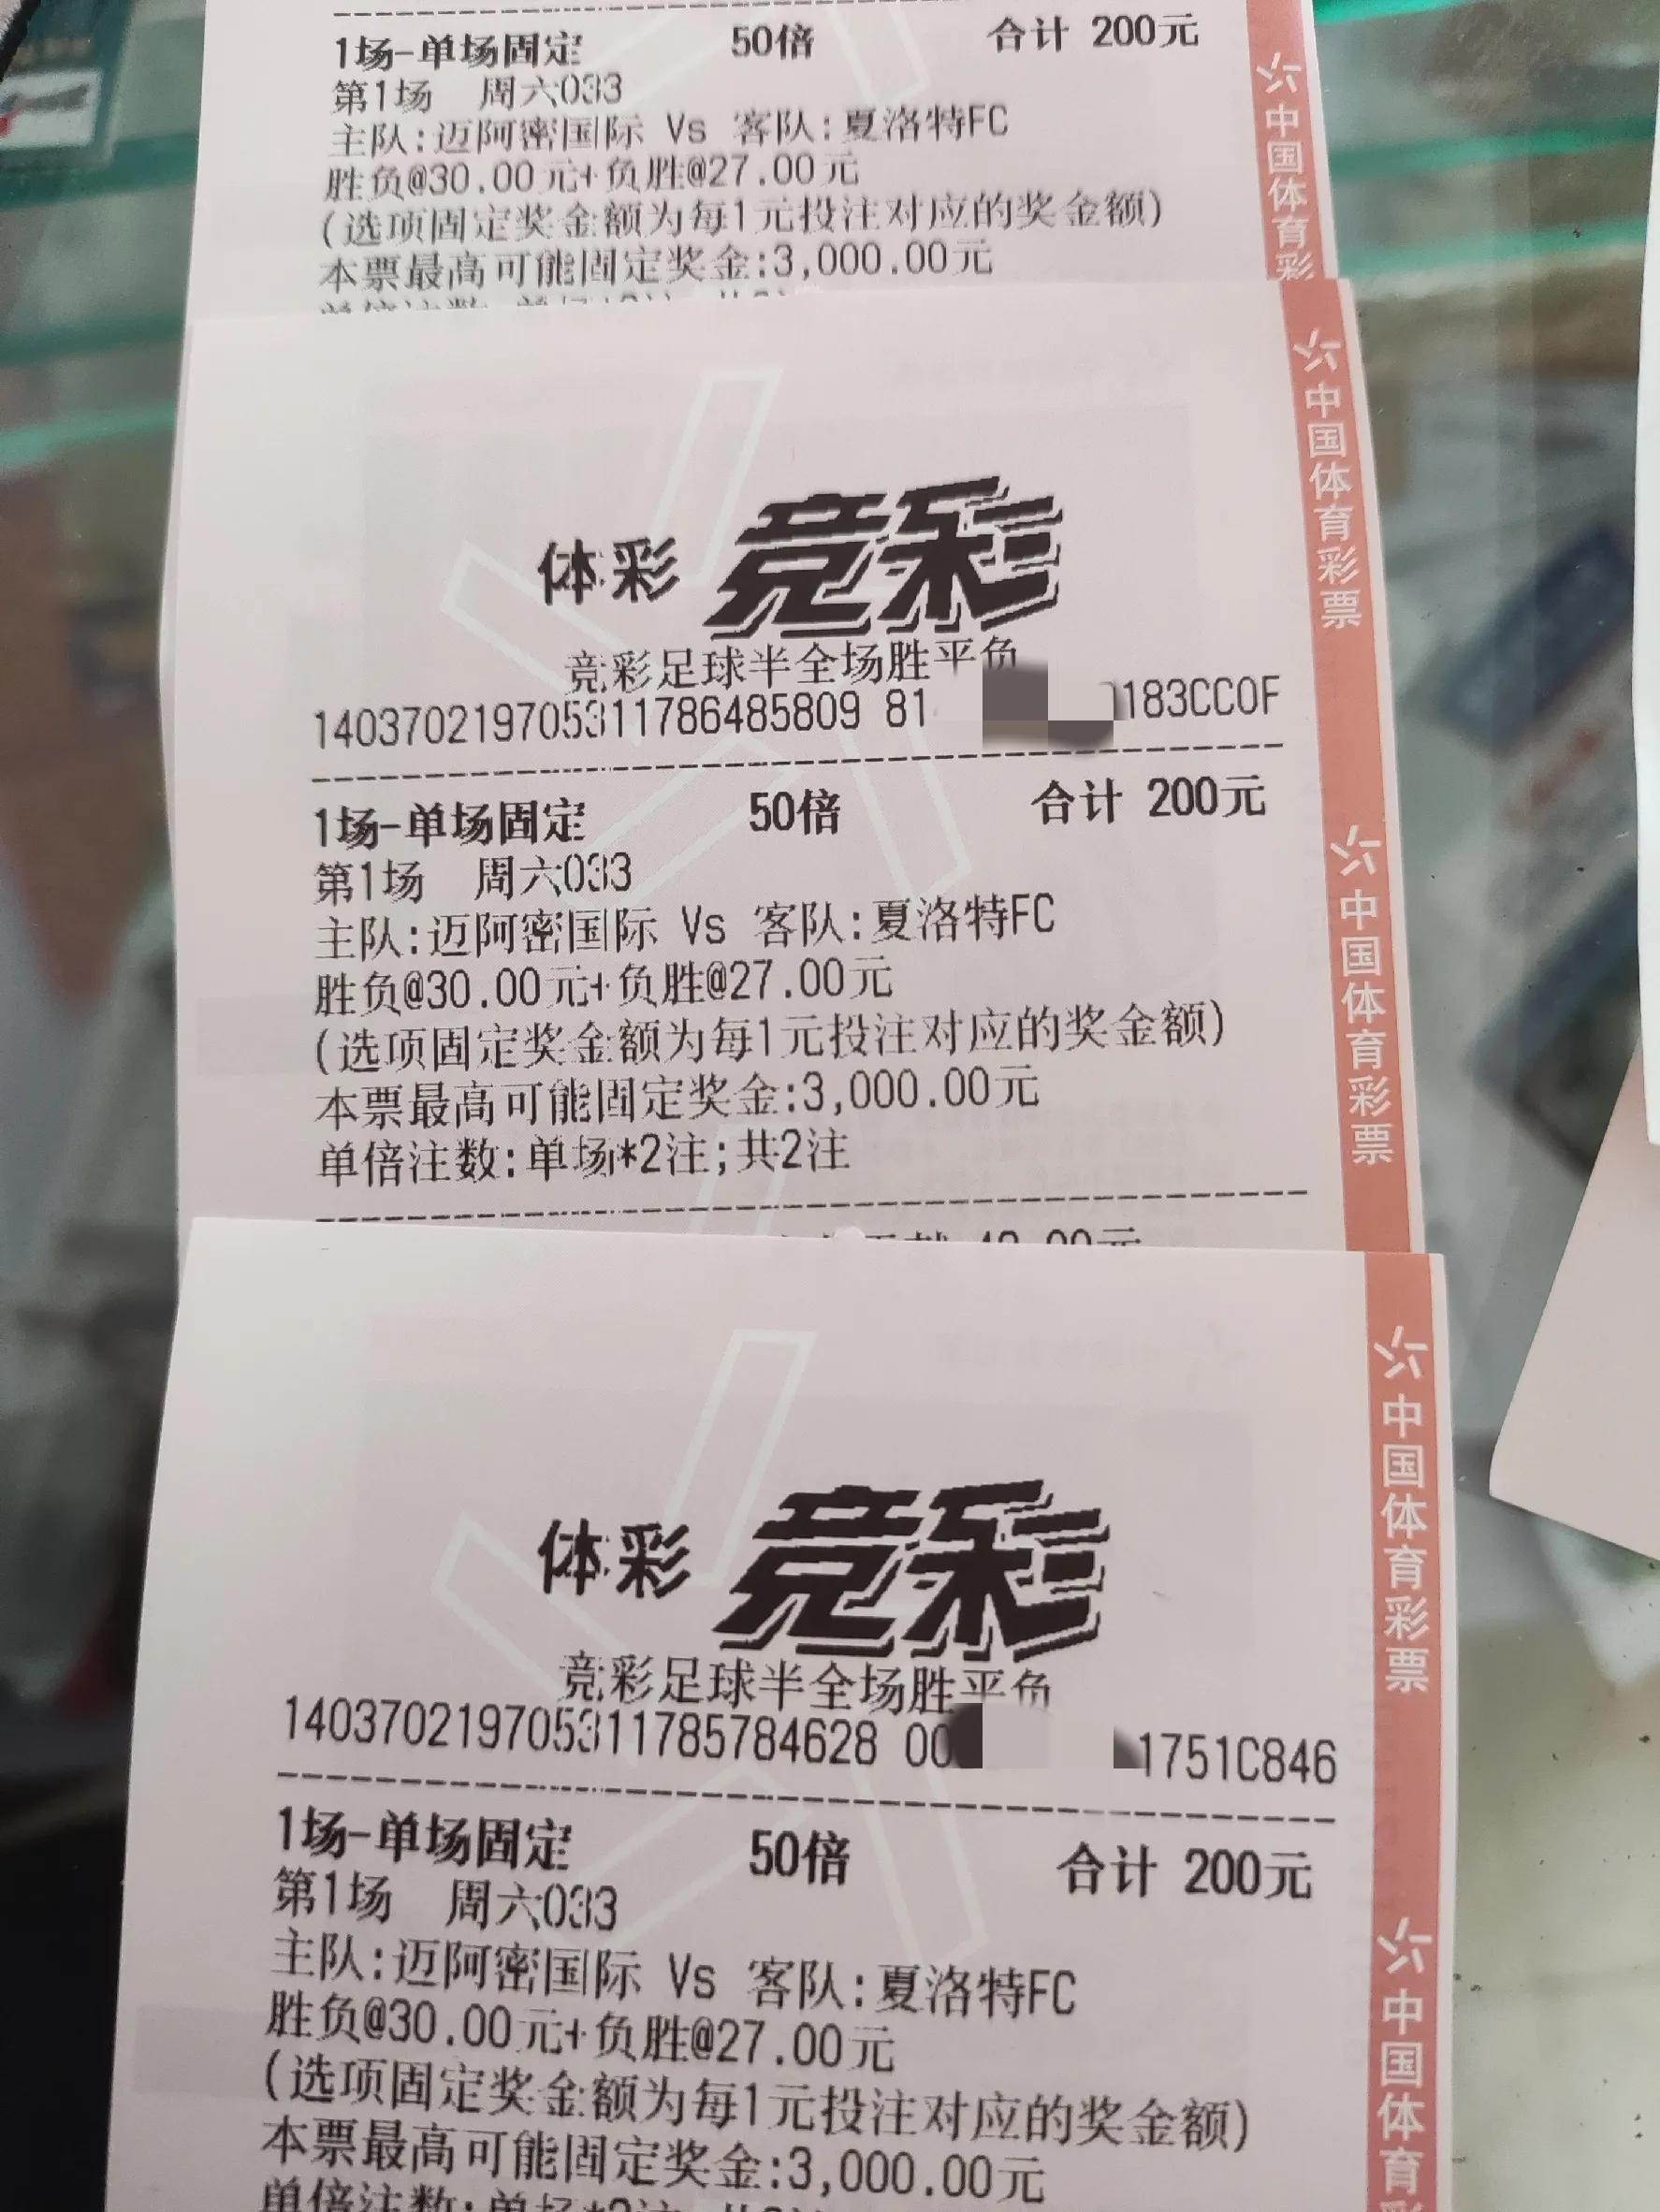 1场-单场固定 50倍 合计 200元
第1场 周六033
主队:迈阿密国际 Vs 客队:夏洛特FC
胜负@30.00元+负胜@27.00元
(选项固定奖金额为每1元投注对应的奖金额)
本票最高可能固定奖金:3,000.00元
中国体育彩
体彩 竞彩
竞彩足球半全场胜平负
140370219705311786485809 81 183CC0F
1场-单场固定 50倍 合计 200元
第1场 周六033
主队:迈阿密国际 Vs 客队:夏洛特FC
胜负@30.00元+负胜@27.00元
(选项固定奖金额为每1元投注对应的奖金额)
本票最高可能固定奖金:3,000.00元
单倍注数:单场*2注;共2注
中国体育彩票
中国体育彩票
体彩 竞彩
竞彩足球半全场胜平负
140370219705311785784628 00 1751C846
1场-单场固定 50倍 合计 200元
第1场 周六033
主队:迈阿密国际 Vs 客队:夏洛特FC
胜负@30.00元+负胜@27.00元
(选项固定奖金额为每1元投注对应的奖金额)
本票最高可能固定奖金:3,000.00元
单倍注数:单场*2注
中国体育彩票
中国体育